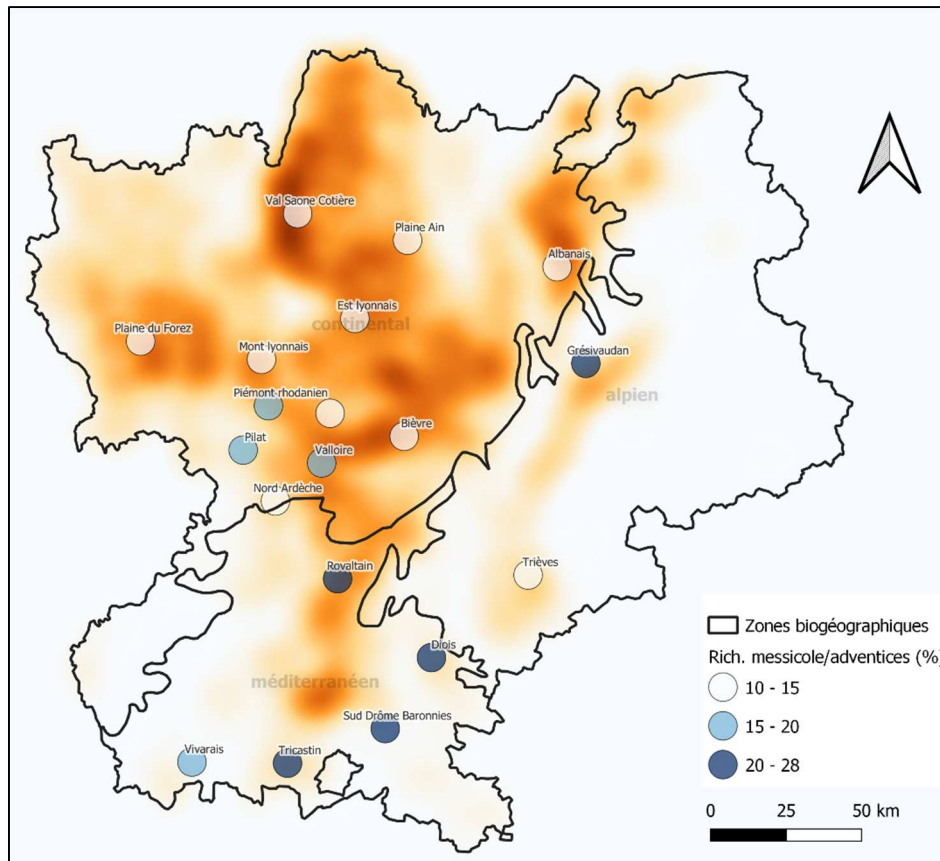 Val Saone Cotière
Plaine Ain
Albanais
Est lyonnais
continental
Plaine du Forez
Mont lyonnais
Grésivaudan
alpien
Piémont rhodanien
Pilat
Bièvre
Valloire
Nord Ardèche
Rovaltain
Trièves
Diois
méditerranéen
Sud Drôme Baronnies
Vivarais
Tricastin
Zones biogéographiques
Rich. messicole/adventices (%)
10 - 15
15 - 20
20 - 28
0 25 50 km